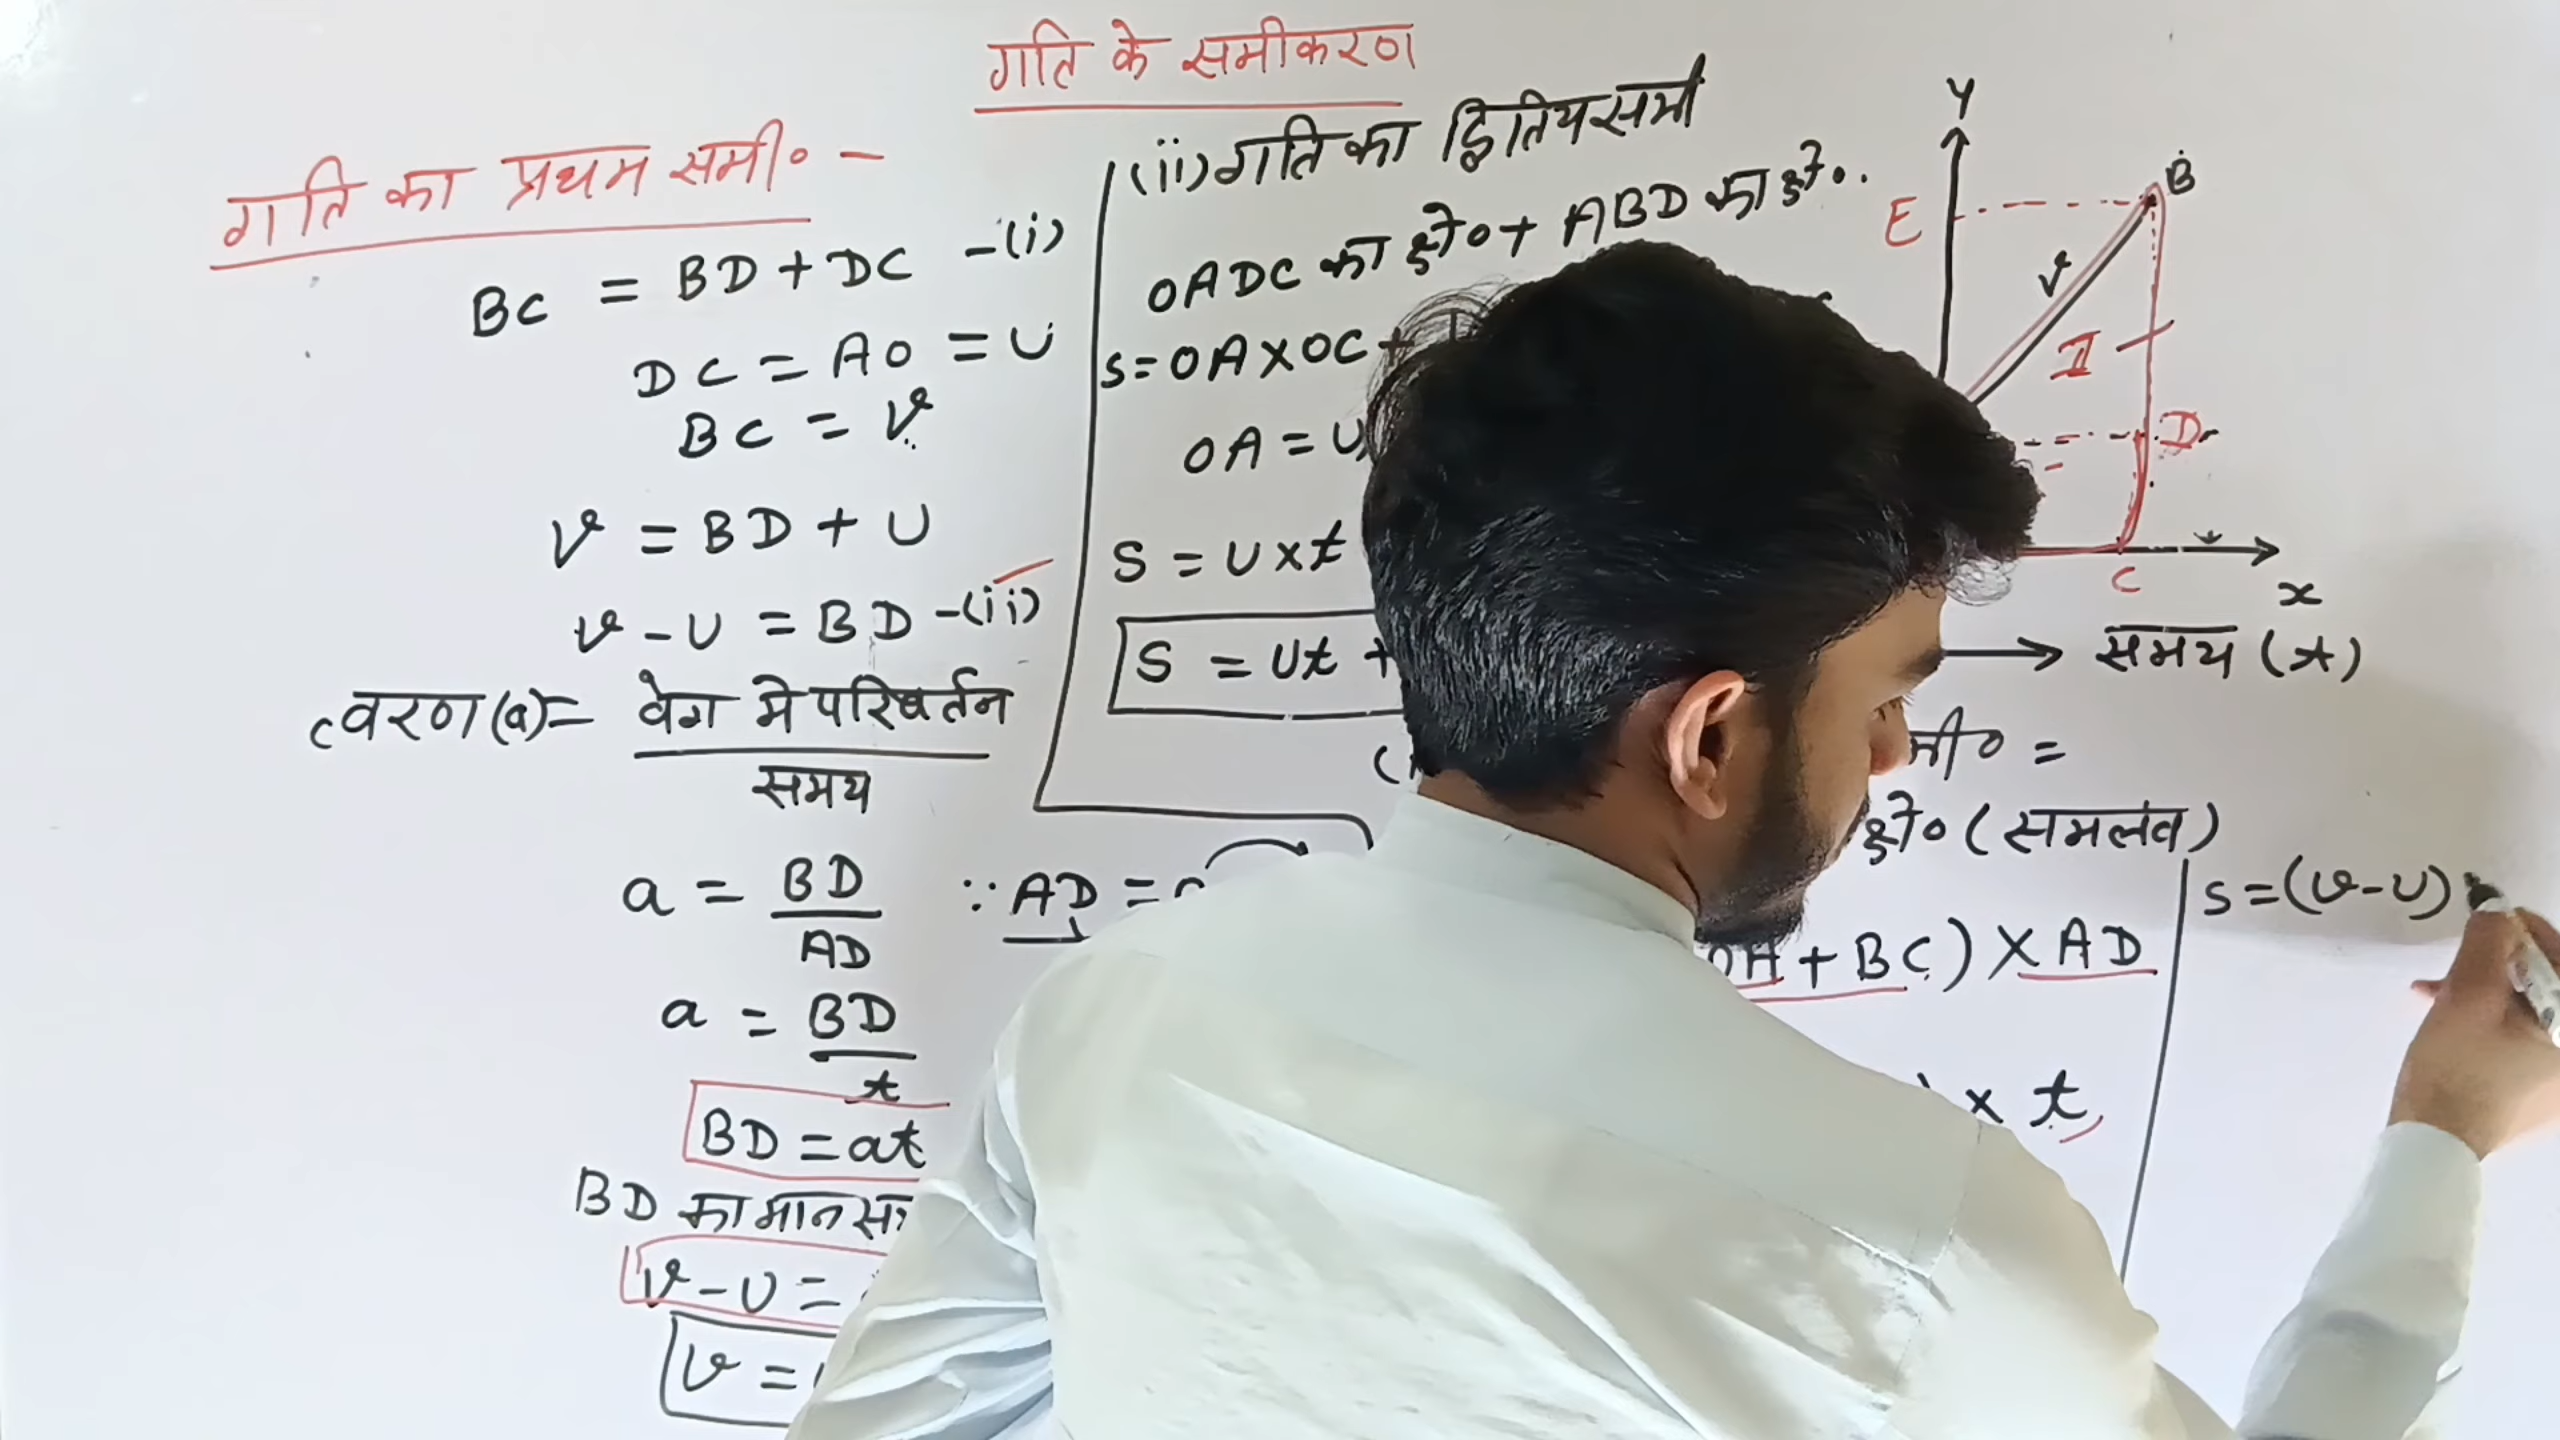 गति के समीकरण
गति का प्रथम समी० -
BC = BD + DC -(i)
DC = AO = U
BC = v
v = BD + U
v - U = BD -(ii)
त्वरण (a) = वेग मे परिवर्तन
समय
a = BD
AD
∵ AD =
a = BD
t
BD = at
BD का मान
v - U =
v =
(ii) गति का द्वितिय समी
OADC का क्षे० + ABD का क्षे०.
S = OA × OC +
OA = U,
S = U × t
S = Ut +
Y
B
E
v
II
D
C
x
समय (t)
मी० =
क्षे० (समलंब)
OA + BC) × AD
× t,
S = (v - U)